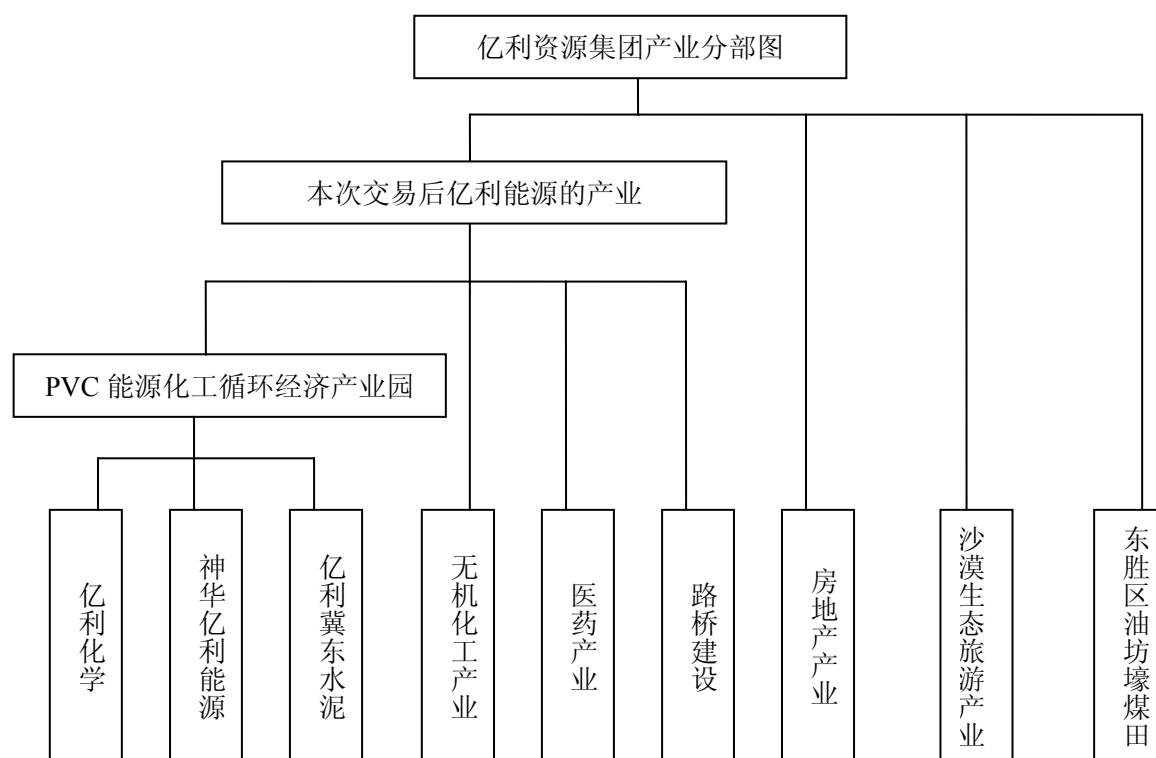 亿利资源集团产业分部图
本次交易后亿利能源的产业
PVC 能源化工循环经济产业园
亿利化学
神华亿利能源
亿利冀东水泥
无机化工产业
医药产业
路桥建设
房地产产业
沙漠生态旅游产业
东胜区油坊壕煤田